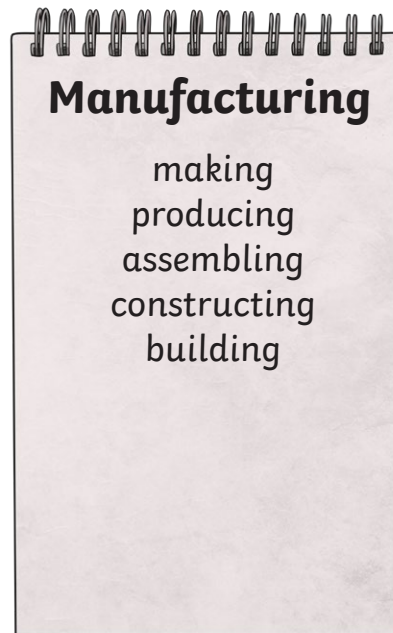 Manufacturing
making
producing
assembling
constructing
building